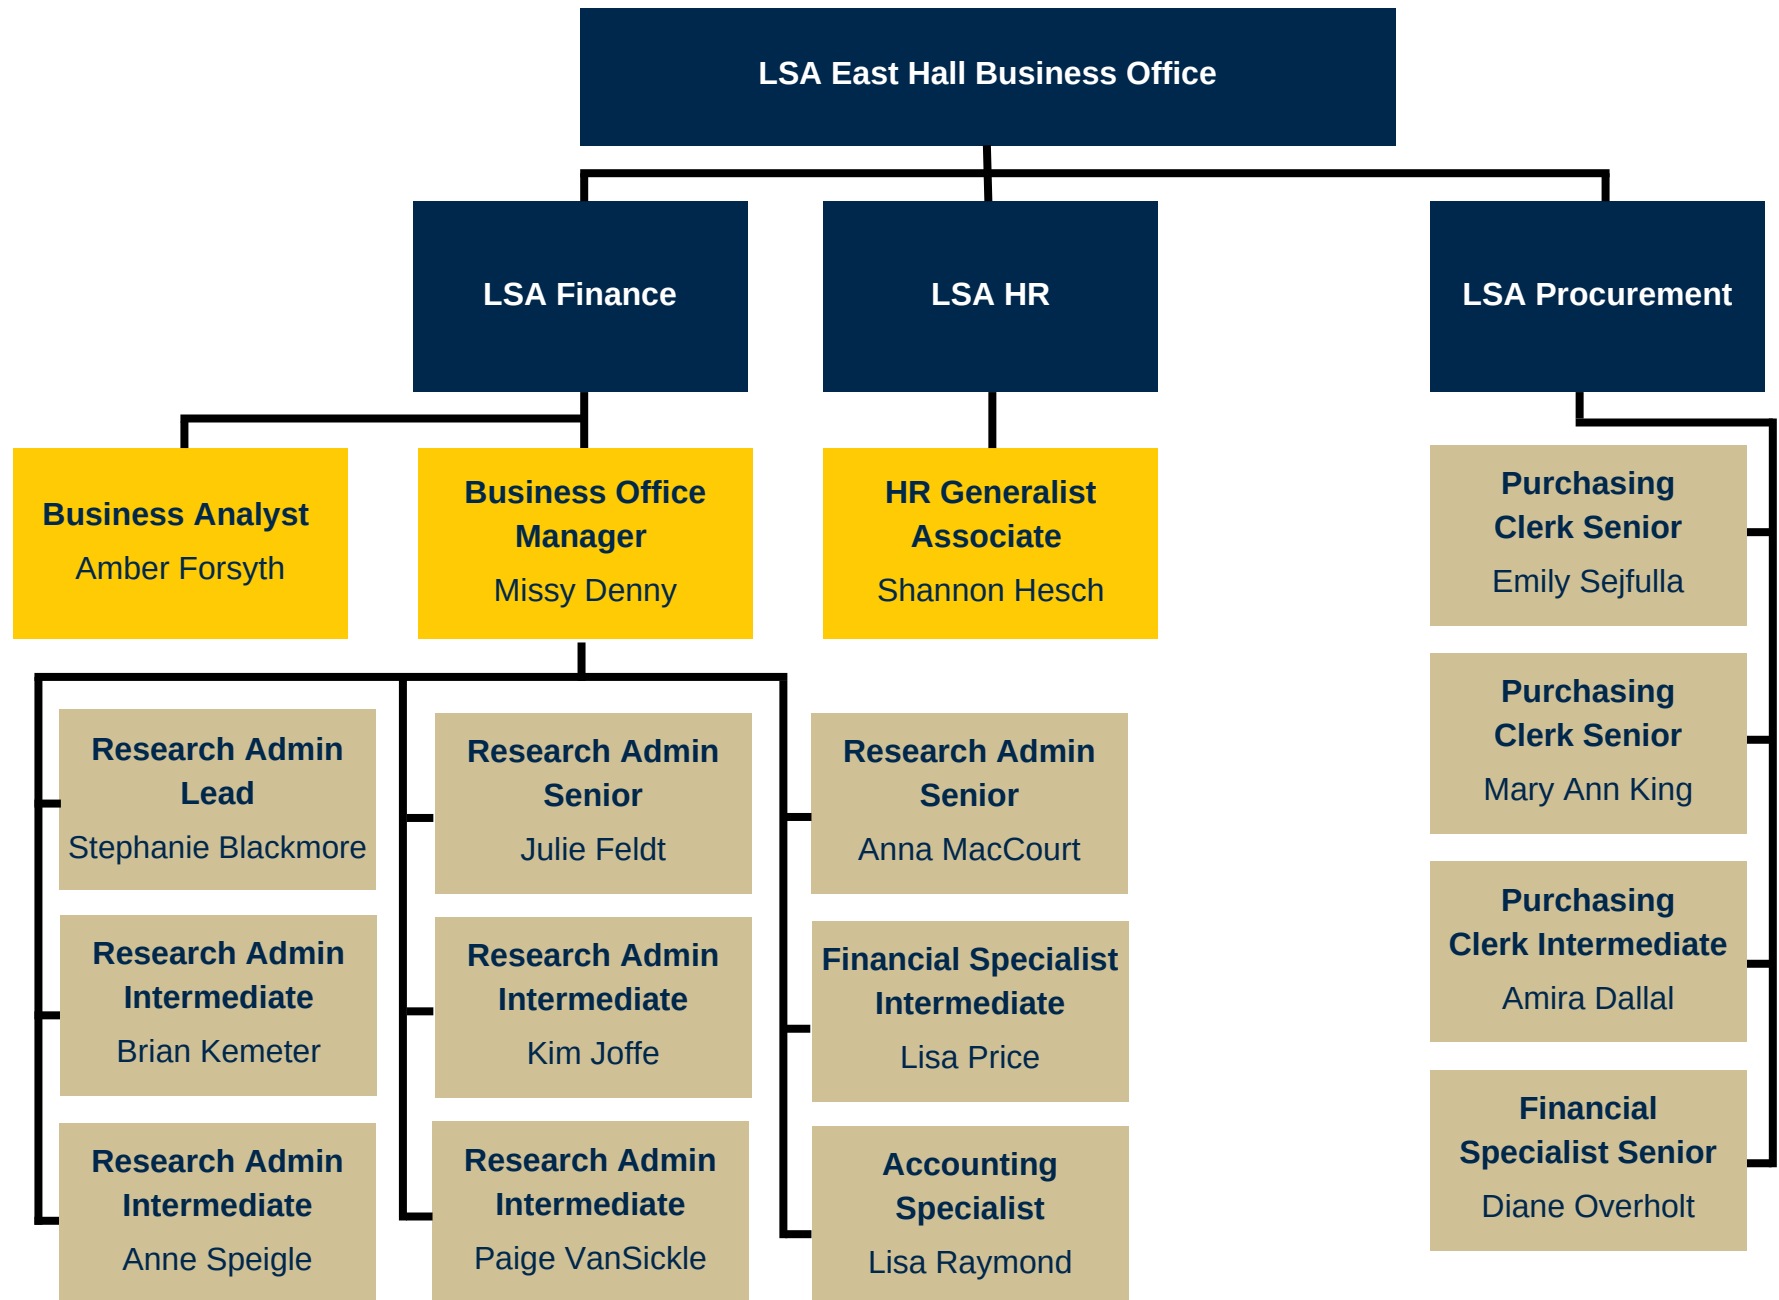 LSA East Hall Business Office
LSA Finance
LSA HR
LSA Procurement
Business Analyst
Amber Forsyth
Business Office
Manager
Missy Denny
HR Generalist
Associate
Shannon Hesch
Purchasing
Clerk Senior
Emily Sejfulla
Purchasing
Clerk Senior
Mary Ann King
Purchasing
Clerk Intermediate
Amira Dallal
Financial
Specialist Senior
Diane Overholt
Research Admin
Lead
Stephanie Blackmore
Research Admin
Intermediate
Brian Kemeter
Research Admin
Intermediate
Anne Speigle
Research Admin
Senior
Julie Feldt
Research Admin
Intermediate
Kim Joffe
Research Admin
Intermediate
Paige VanSickle
Research Admin
Senior
Anna MacCourt
Financial Specialist
Intermediate
Lisa Price
Accounting
Specialist
Lisa Raymond